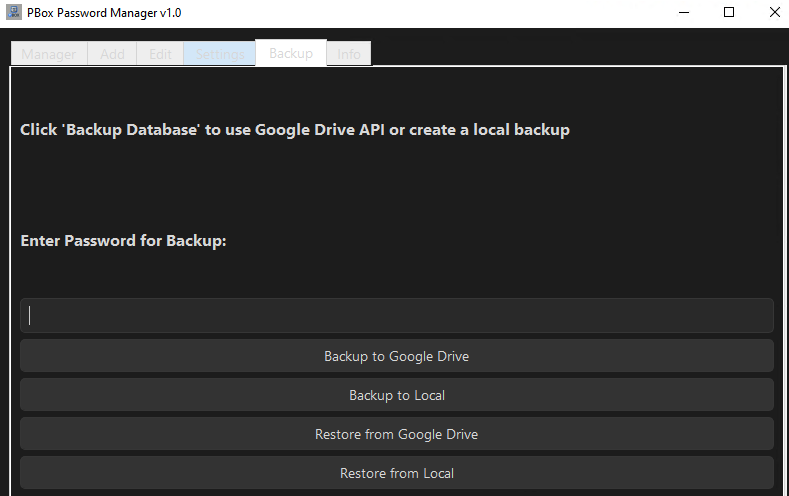 PBox Password Manager v1.0
Manager Add Edit Settings Backup Info
Click 'Backup Database' to use Google Drive API or create a local backup
Enter Password for Backup:
Backup to Google Drive
Backup to Local
Restore from Google Drive
Restore from Local